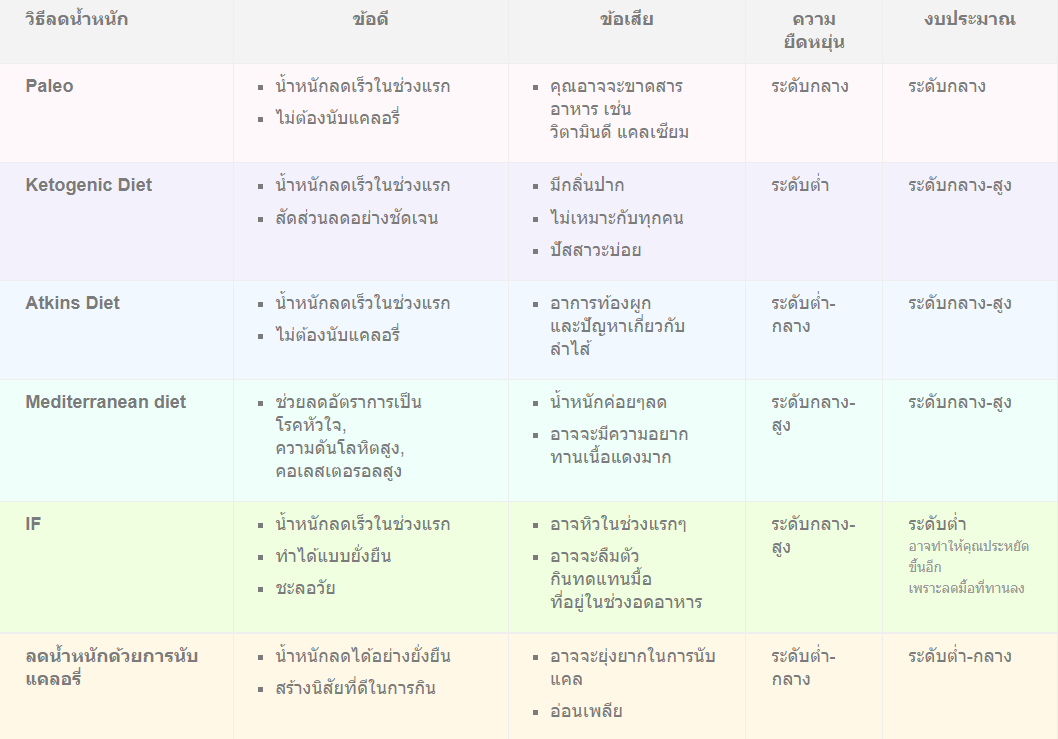 วิธีลดน้ำหนัก
ข้อดี
ข้อเสีย
ความ
ยืดหยุ่น
งบประมาณ
Paleo
▪ น้ำหนักลดเร็วในช่วงแรก
▪ ไม่ต้องนับแคลอรี่
▪ คุณอาจจะขาดสาร
อาหาร เช่น
วิตามินดี แคลเซียม
ระดับกลาง
ระดับกลาง
Ketogenic Diet
▪ น้ำหนักลดเร็วในช่วงแรก
▪ สัดส่วนลดอย่างชัดเจน
▪ มีกลิ่นปาก
▪ ไม่เหมาะกับทุกคน
▪ ปัสสาวะบ่อย
ระดับต่ำ
ระดับกลาง-สูง
Atkins Diet
▪ น้ำหนักลดเร็วในช่วงแรก
▪ ไม่ต้องนับแคลอรี่
▪ อาการท้องผูก
และปัญหาเกี่ยวกับ
ลำไส้
ระดับต่ำ-
กลาง
ระดับกลาง-สูง
Mediterranean diet
▪ ช่วยลดอัตราการเป็น
โรคหัวใจ,
ความดันโลหิตสูง,
คอเลสเตอรอลสูง
▪ น้ำหนักค่อยๆลด
▪ อาจจะมีความอยาก
ทานเนื้อแดงมาก
ระดับกลาง-
สูง
ระดับกลาง-สูง
IF
▪ น้ำหนักลดเร็วในช่วงแรก
▪ ทำได้แบบยั่งยืน
▪ ชะลอวัย
▪ อาจหิวในช่วงแรกๆ
▪ อาจจะลืมตัว
กินทดแทนมื้อ
ที่อยู่ในช่วงอดอาหาร
ระดับกลาง-
สูง
ระดับต่ำ
อาจทำให้คุณประหยัด
ขึ้นอีก
เพราะลดมื้อที่ทานลง
ลดน้ำหนักด้วยการนับ
แคลอรี่
▪ น้ำหนักลดได้อย่างยั่งยืน
▪ สร้างนิสัยที่ดีในการกิน
▪ อาจจะยุ่งยากในการนับ
แคล
▪ อ่อนเพลีย
ระดับต่ำ-
กลาง
ระดับต่ำ-กลาง